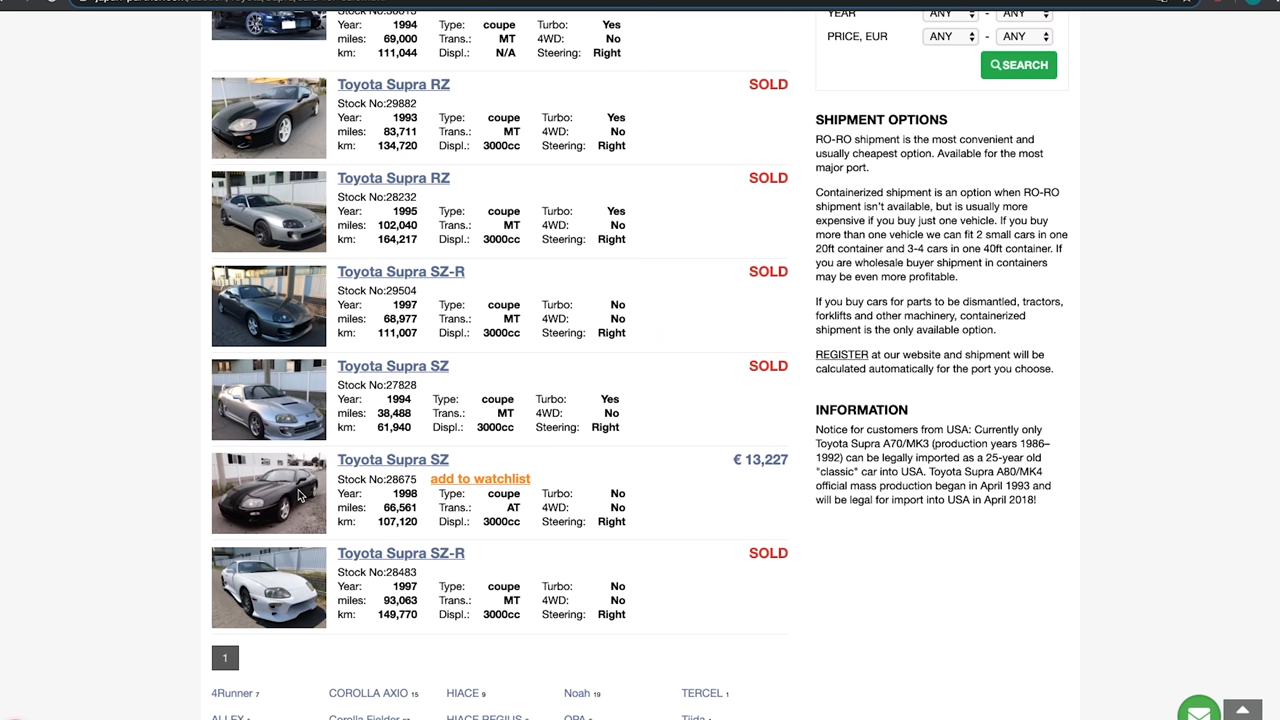 Year: 1994 Type: coupe Turbo: Yes
miles: 69,000 Trans.: MT 4WD: No
km: 111,044 Displ.: N/A Steering: Right
Toyota Supra RZ SOLD
Stock No:29882
Year: 1993 Type: coupe Turbo: Yes
miles: 83,711 Trans.: MT 4WD: No
km: 134,720 Displ.: 3000cc Steering: Right
Toyota Supra RZ SOLD
Stock No:28232
Year: 1995 Type: coupe Turbo: Yes
miles: 102,040 Trans.: MT 4WD: No
km: 164,217 Displ.: 3000cc Steering: Right
Toyota Supra SZ-R SOLD
Stock No:29504
Year: 1997 Type: coupe Turbo: No
miles: 68,977 Trans.: MT 4WD: No
km: 111,007 Displ.: 3000cc Steering: Right
Toyota Supra SZ SOLD
Stock No:27828
Year: 1994 Type: coupe Turbo: Yes
miles: 38,488 Trans.: MT 4WD: No
km: 61,940 Displ.: 3000cc Steering: Right
Toyota Supra SZ € 13,227
Stock No:28675 add to watchlist
Year: 1998 Type: coupe Turbo: No
miles: 66,561 Trans.: AT 4WD: No
km: 107,120 Displ.: 3000cc Steering: Right
Toyota Supra SZ-R SOLD
Stock No:28483
Year: 1997 Type: coupe Turbo: No
miles: 93,063 Trans.: MT 4WD: No
km: 149,770 Displ.: 3000cc Steering: Right
1
4Runner 7 COROLLA AXIO 15 HIACE 9 Noah 19 TERCEL 1
ALLEX Corolla Fielder HIACE REGIUS OPA Tiida
YEAR ANY - ANY
PRICE, EUR ANY - ANY
SEARCH
SHIPMENT OPTIONS
RO-RO shipment is the most convenient and
usually cheapest option. Available for the most
major port.
Containerized shipment is an option when RO-RO
shipment isn't available, but is usually more
expensive if you buy just one vehicle. If you buy
more than one vehicle we can fit 2 small cars in one
20ft container and 3-4 cars in one 40ft container. If
you are wholesale buyer shipment in containers
may be even more profitable.
If you buy cars for parts to be dismantled, tractors,
forklifts and other machinery, containerized
shipment is the only available option.
REGISTER at our website and shipment will be
calculated automatically for the port you choose.
INFORMATION
Notice for customers from USA: Currently only
Toyota Supra A70/MK3 (production years 1986–
1992) can be legally imported as a 25-year old
"classic" car into USA. Toyota Supra A80/MK4
official mass production began in April 1993 and
will be legal for import into USA in April 2018!